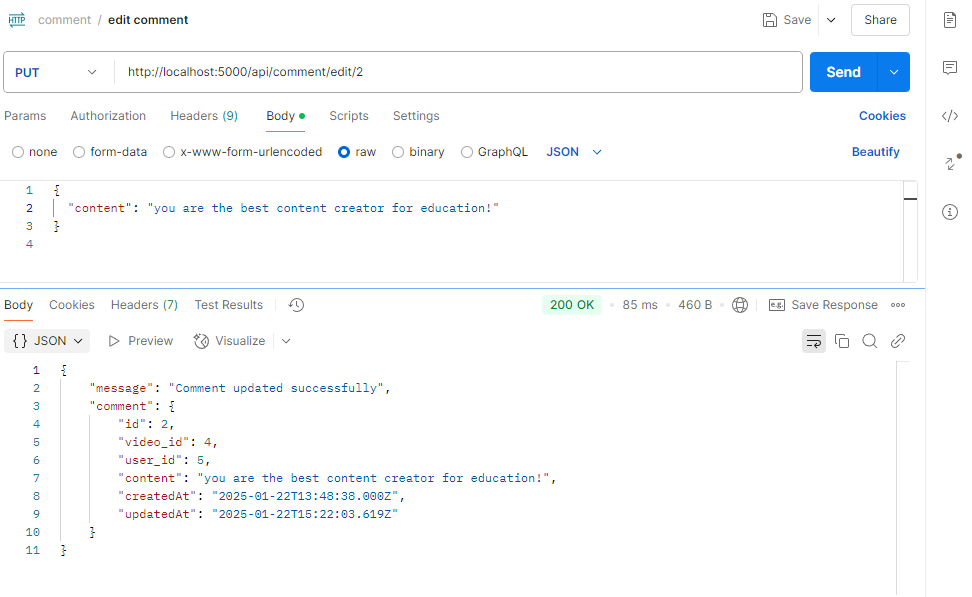 HTTP comment / edit comment Save Share
PUT http://localhost:5000/api/comment/edit/2 Send
Params Authorization Headers (9) Body Scripts Settings Cookies
none form-data x-www-form-urlencoded raw binary GraphQL JSON Beautify
1 {
2 "content": "you are the best content creator for education!"
3 }
4
Body Cookies Headers (7) Test Results 200 OK 85 ms 460 B e.g. Save Response
{} JSON Preview Visualize
1 {
2 "message": "Comment updated successfully",
3 "comment": {
4 "id": 2,
5 "video_id": 4,
6 "user_id": 5,
7 "content": "you are the best content creator for education!",
8 "createdAt": "2025-01-22T13:48:38.000Z",
9 "updatedAt": "2025-01-22T15:22:03.619Z"
10 }
11 }